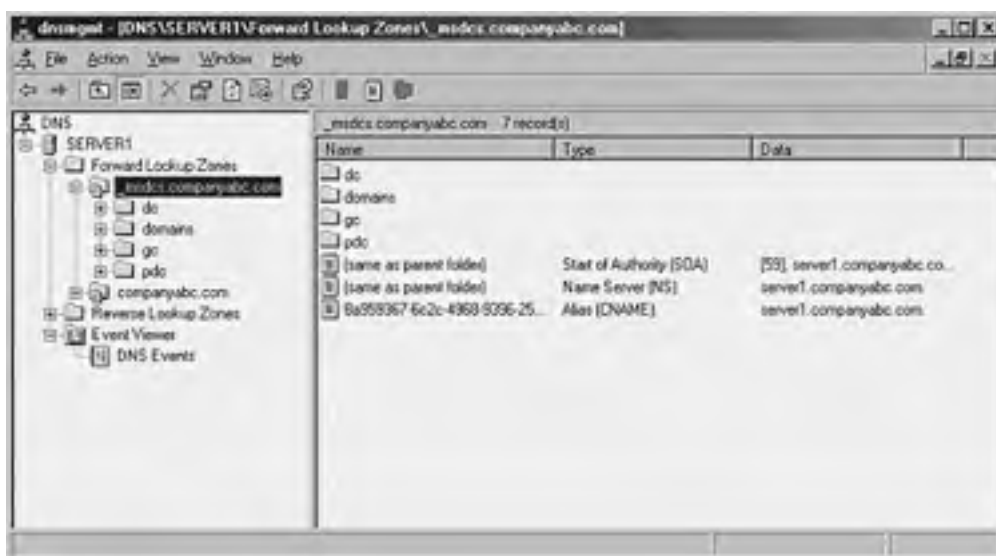 dnsmgmt - [DNS\SERVER1\Forward Lookup Zones\_msdcs.companyabc.com]
File Action View Window Help
DNS
SERVER1
Forward Lookup Zones
_msdcs.companyabc.com
dc
domains
gc
pdc
companyabc.com
Reverse Lookup Zones
Event Viewer
DNS Events
_msdcs.companyabc.com 7 record(s)
Name Type Data
dc
domains
gc
pdc
(same as parent folder) Start of Authority (SOA) [59], server1.companyabc.co...
(same as parent folder) Name Server (NS) server1.companyabc.com.
Alias (CNAME) server1.companyabc.com.